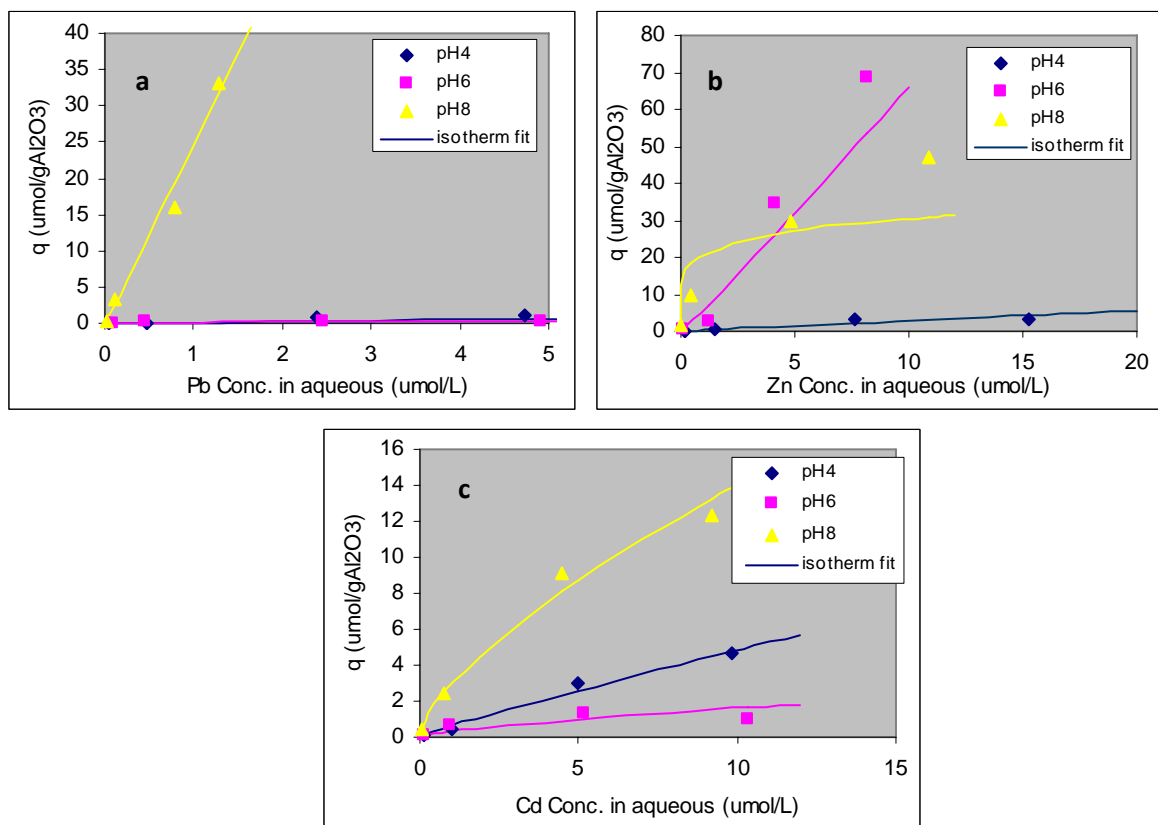 a
pH4
pH6
pH8
isotherm fit
40
35
30
25
20
15
10
5
0
q (umol/gAl2O3)
0 1 2 3 4 5
Pb Conc. in aqueous (umol/L)
b
pH4
pH6
pH8
isotherm fit
80
70
60
50
40
30
20
10
0
q (umol/gAl2O3)
0 5 10 15 20
Zn Conc. in aqueous (umol/L)
c
pH4
pH6
pH8
isotherm fit
16
14
12
10
8
6
4
2
0
q (umol/gAl2O3)
0 5 10 15
Cd Conc. in aqueous (umol/L)